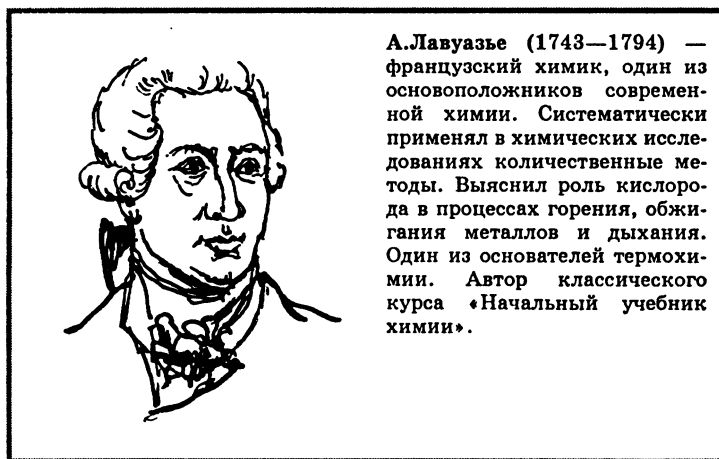 А.Лавуазье (1743—1794) —
французский химик, один из
основоположников современ-
ной химии. Систематически
применял в химических иссле-
дованиях количественные ме-
тоды. Выяснил роль кислоро-
да в процессах горения, обжи-
гания металлов и дыхания.
Один из основателей термохи-
мии. Автор классического
курса «Начальный учебник
химии».